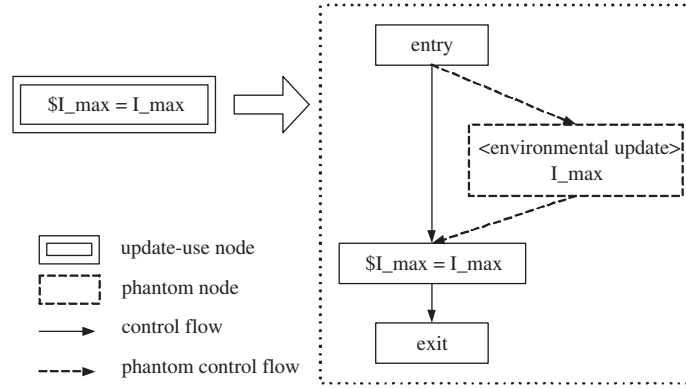 $I_max = I_max
entry
<environmental update>
I_max
$I_max = I_max
exit
update-use node
phantom node
control flow
phantom control flow